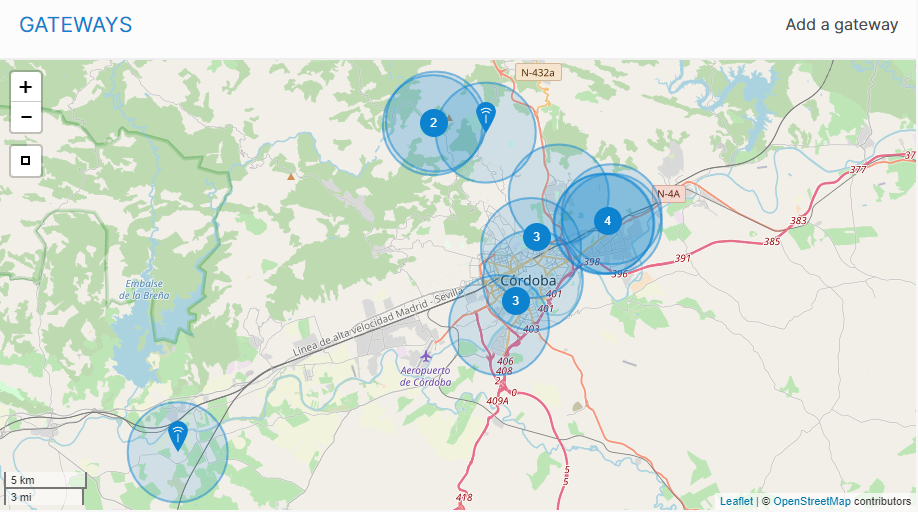 GATEWAYS
Add a gateway
+
−
N-432a
2
N-4A
377
37
383
385
391
4
3
398
396
Córdoba
401
3
401
403
Embalse
de la Breña
Línea de alta velocidad Madrid - Sevilla
Aeropuerto
de Córdoba
406
408
2
0
409A
5
5
418
5 km
3 mi
Leaflet | © OpenStreetMap contributors